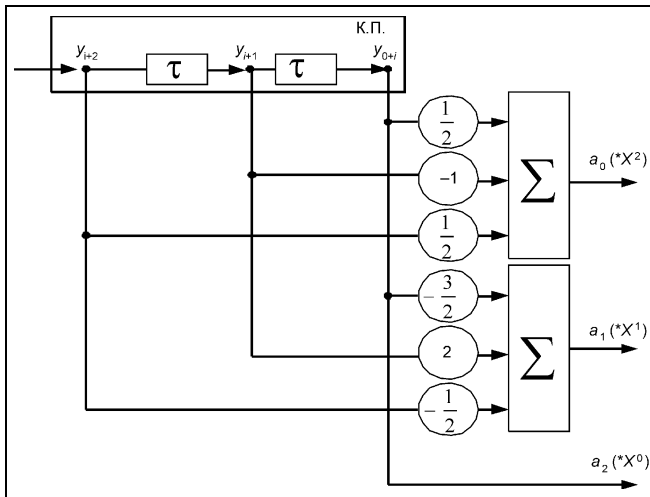 К.П.
y_{i+2} τ y_{i+1} τ y_{0+i}
1/2
–1
1/2
Σ
a_0 (*X^2)
–3/2
2
–1/2
Σ
a_1 (*X^1)
a_2 (*X^0)